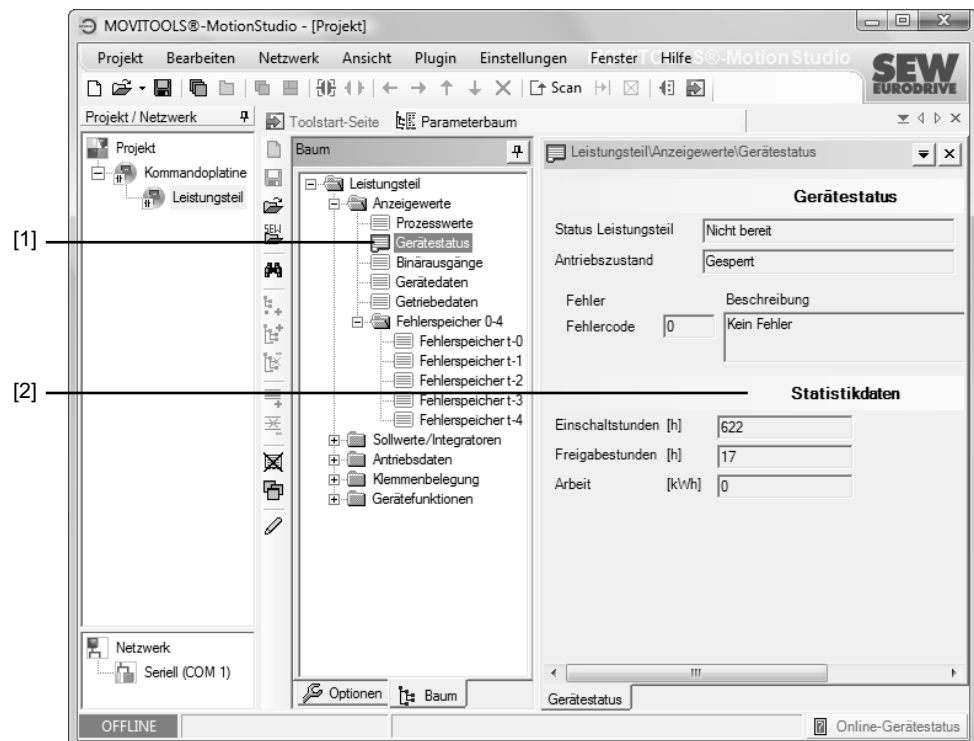 MOVITOOLS®-MotionStudio - [Projekt]
Projekt Bearbeiten Netzwerk Ansicht Plugin Einstellungen Fenster Hilfe
S®-MotionStudio
SEW
EURODRIVE
Scan
Projekt / Netzwerk
Toolstart-Seite Parameterbaum
Projekt
Kommandoplatine
Leistungsteil
SEW
Baum
Leistungsteil
Anzeigewerte
Prozesswerte
[1]
Gerätestatus
Binärausgänge
Gerätedaten
Getriebedaten
Fehlerspeicher 0-4
Fehlerspeicher t-0
Fehlerspeicher t-1
Fehlerspeicher t-2
[2]
Fehlerspeicher t-3
Fehlerspeicher t-4
Sollwerte/Integratoren
Antriebsdaten
Klemmenbelegung
Gerätefunktionen
Leistungsteil\Anzeigewerte\Gerätestatus
Gerätestatus
Status Leistungsteil Nicht bereit
Antriebszustand Gesperrt
Fehler Beschreibung
Fehlercode 0 Kein Fehler
Statistikdaten
Einschaltstunden [h] 622
Freigabestunden [h] 17
Arbeit [kWh] 0
Netzwerk
Seriell (COM 1)
Optionen Baum
Gerätestatus
OFFLINE
Online-Gerätestatus